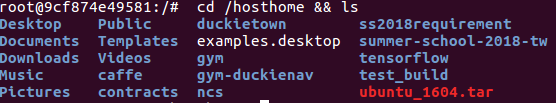 root@9cf874e49581:/# cd /hosthome && ls
Desktop Public duckietown ss2018requirement
Documents Templates examples.desktop summer-school-2018-tw
Downloads Videos gym tensorflow
Music caffe gym-duckienav test_build
Pictures contracts ncs ubuntu_1604.tar